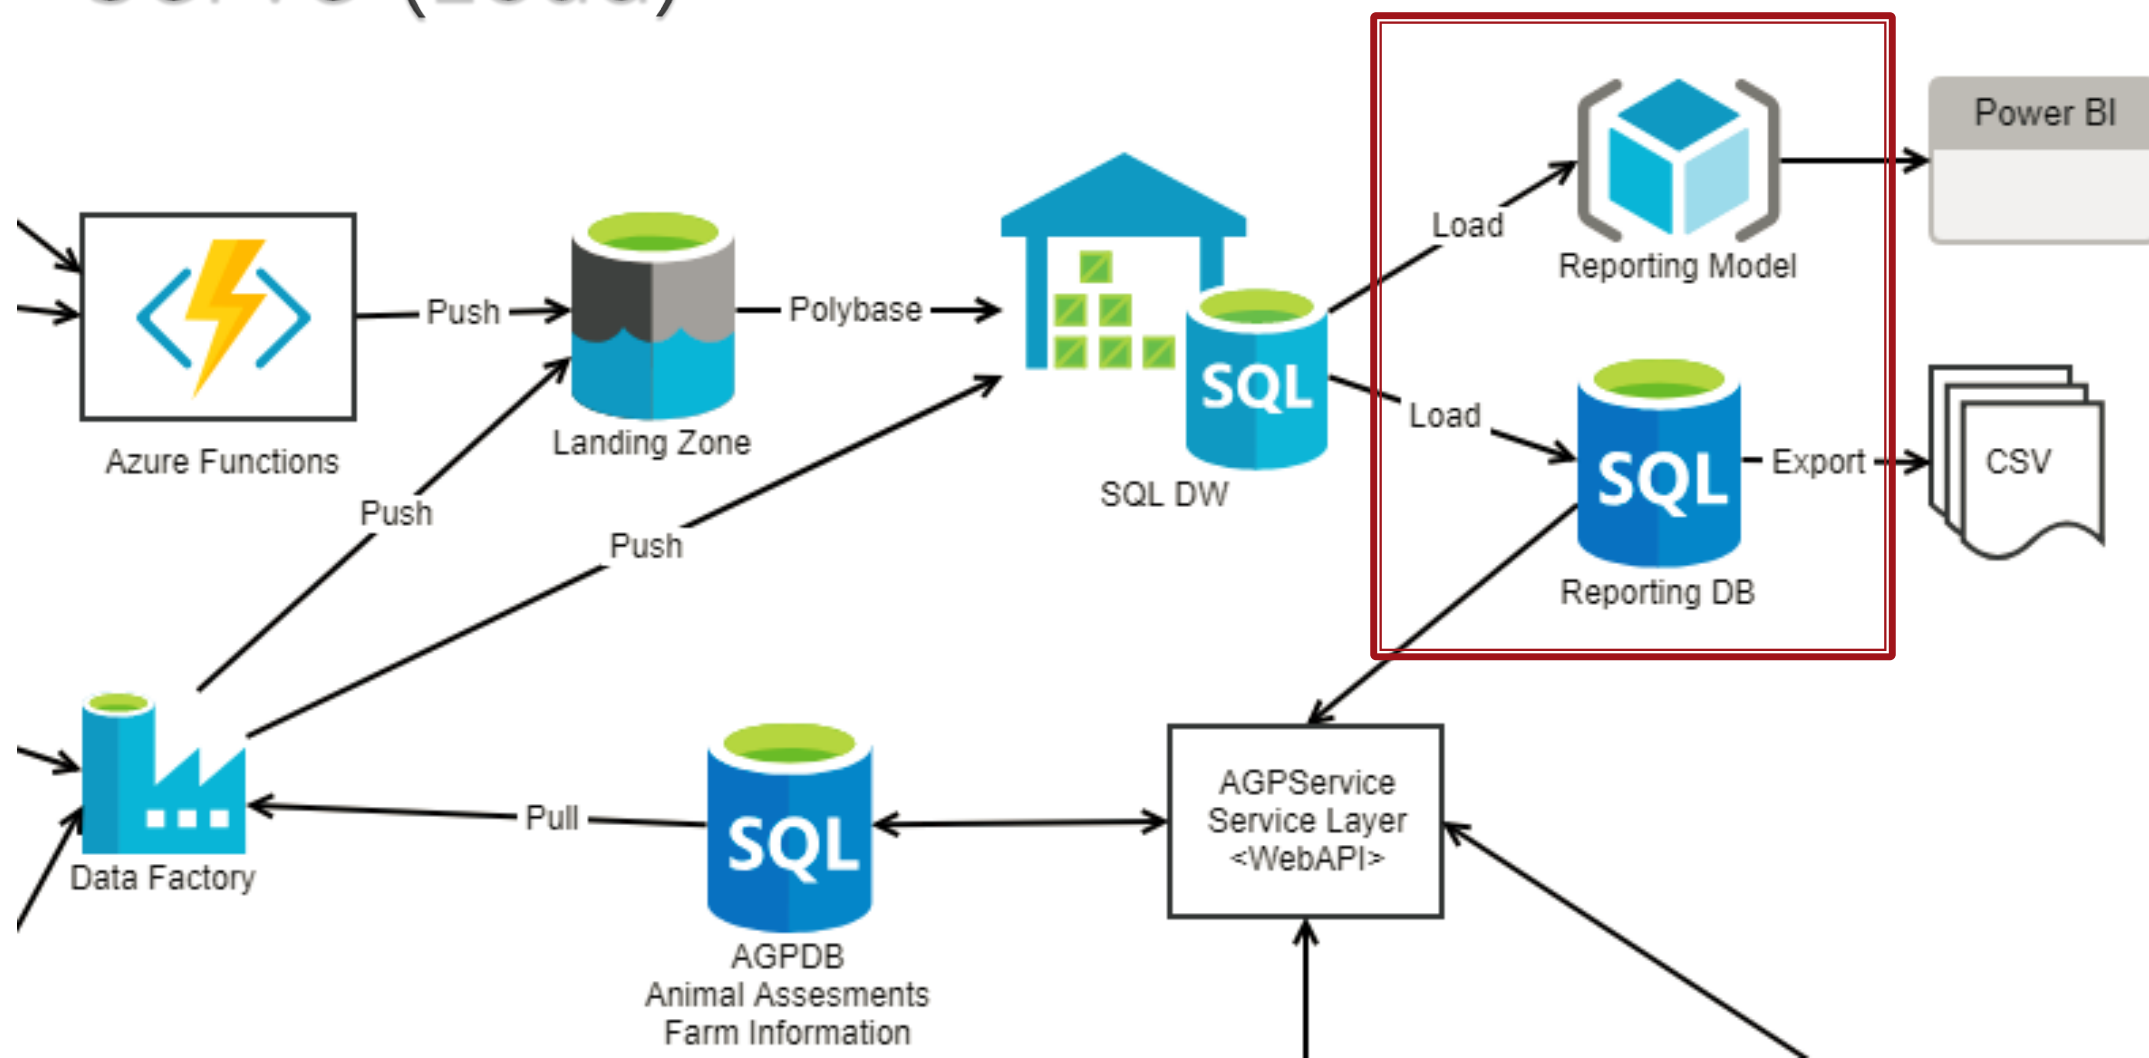 (Load)
Power BI
Load
Reporting Model
Push
Polybase
SQL
Load
SQL
Export
CSV
Azure Functions
Landing Zone
SQL DW
Push
Push
Reporting DB
AGPService
Service Layer
<WebAPI>
Pull
SQL
Data Factory
AGPDB
Animal Assesments
Farm Information